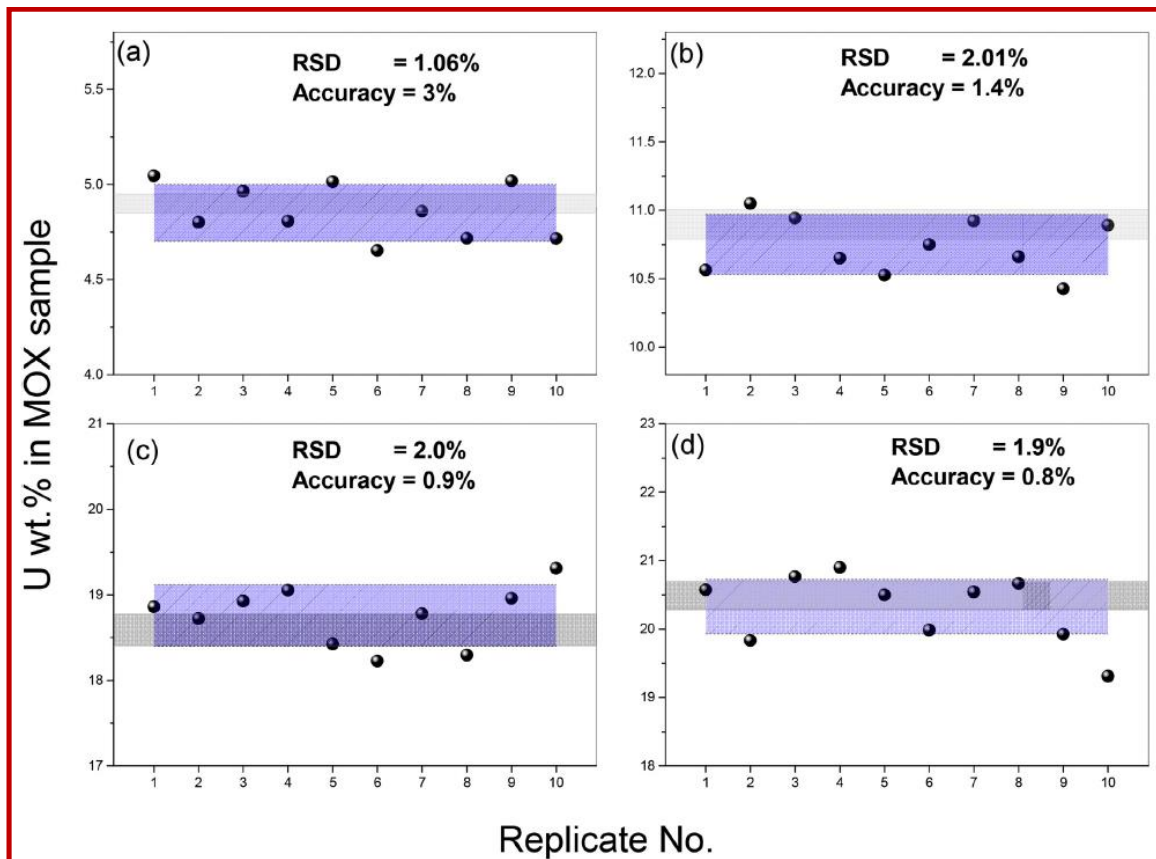 (a)
RSD = 1.06%
Accuracy = 3%
5.5
5.0
4.5
4.0
1 2 3 4 5 6 7 8 9 10
(b)
RSD = 2.01%
Accuracy = 1.4%
12.0
11.5
11.0
10.5
10.0
1 2 3 4 5 6 7 8 9 10
(c)
RSD = 2.0%
Accuracy = 0.9%
21
20
19
18
17
1 2 3 4 5 6 7 8 9 10
(d)
RSD = 1.9%
Accuracy = 0.8%
23
22
21
20
19
18
1 2 3 4 5 6 7 8 9 10
U wt.% in MOX sample
Replicate No.